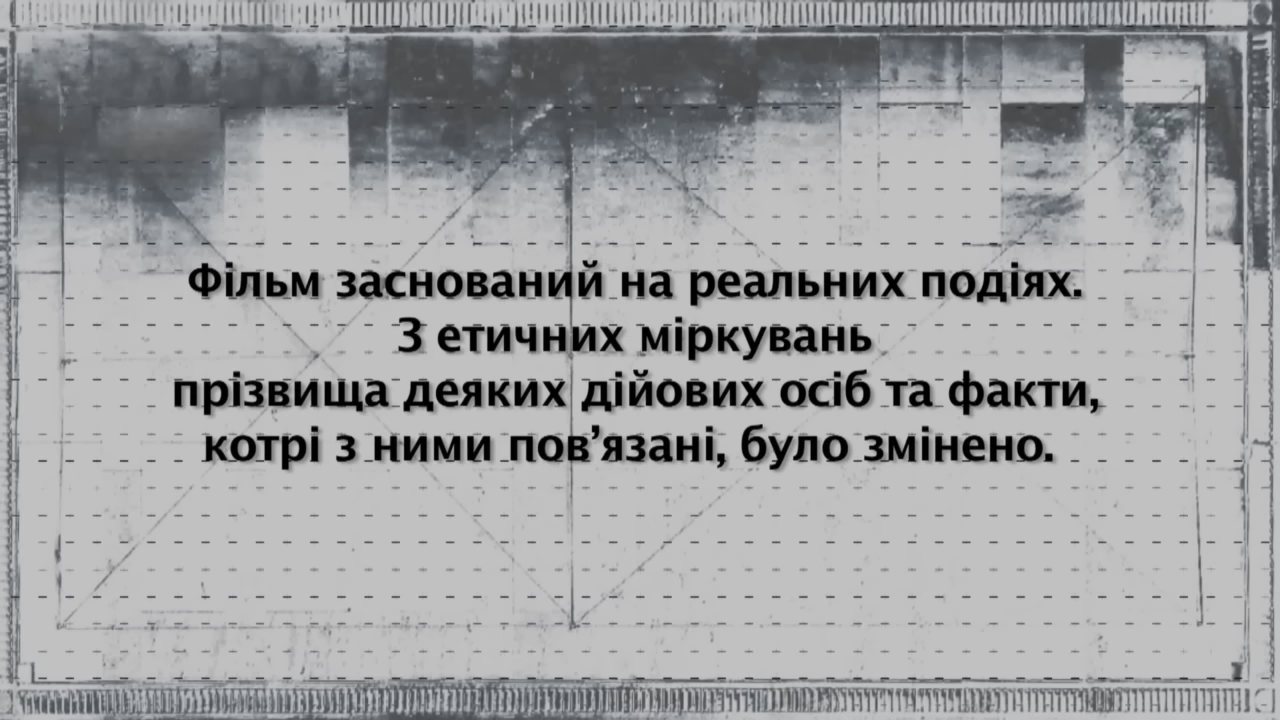 Фільм заснований на реальних подіях.
З етичних міркувань
прізвища деяких дійових осіб та факти,
котрі з ними пов’язані, було змінено.